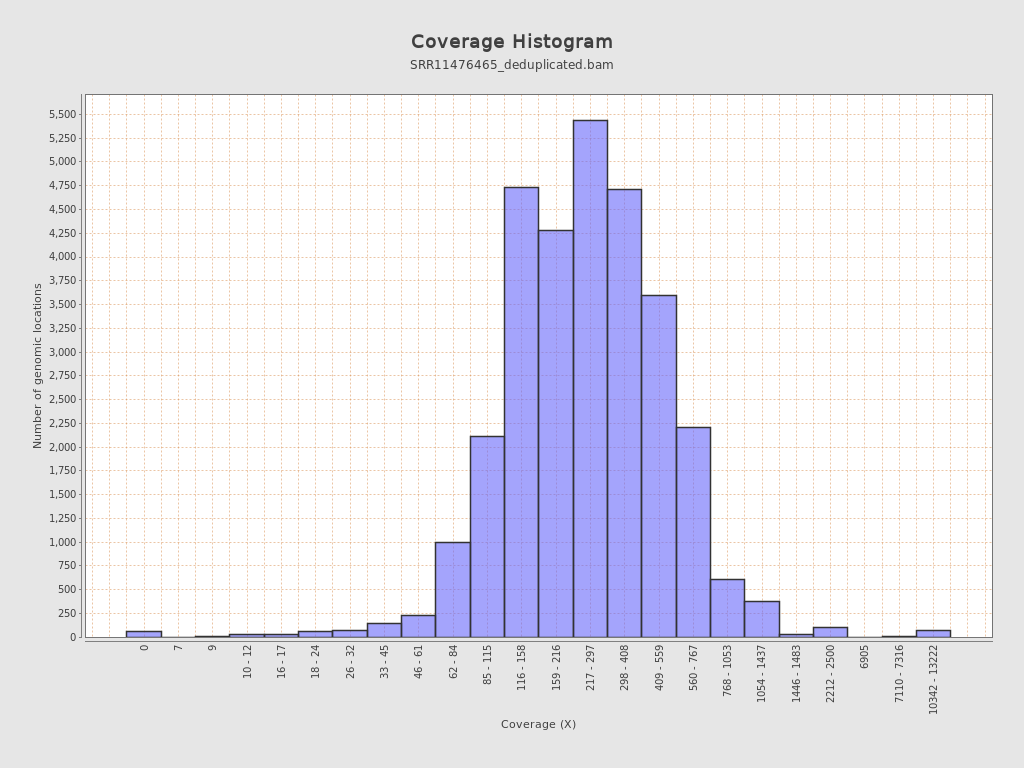 Coverage Histogram
SRR11476465_deduplicated.bam
Number of genomic locations
5,500
5,250
5,000
4,750
4,500
4,250
4,000
3,750
3,500
3,250
3,000
2,750
2,500
2,250
2,000
1,750
1,500
1,250
1,000
750
500
250
0
0
7
9
10 - 12
16 - 17
18 - 24
26 - 32
33 - 45
46 - 61
62 - 84
85 - 115
116 - 158
159 - 216
217 - 297
298 - 408
409 - 559
560 - 767
768 - 1053
1054 - 1437
1446 - 1483
2212 - 2500
6905
7110 - 7316
10342 - 13222
Coverage (X)